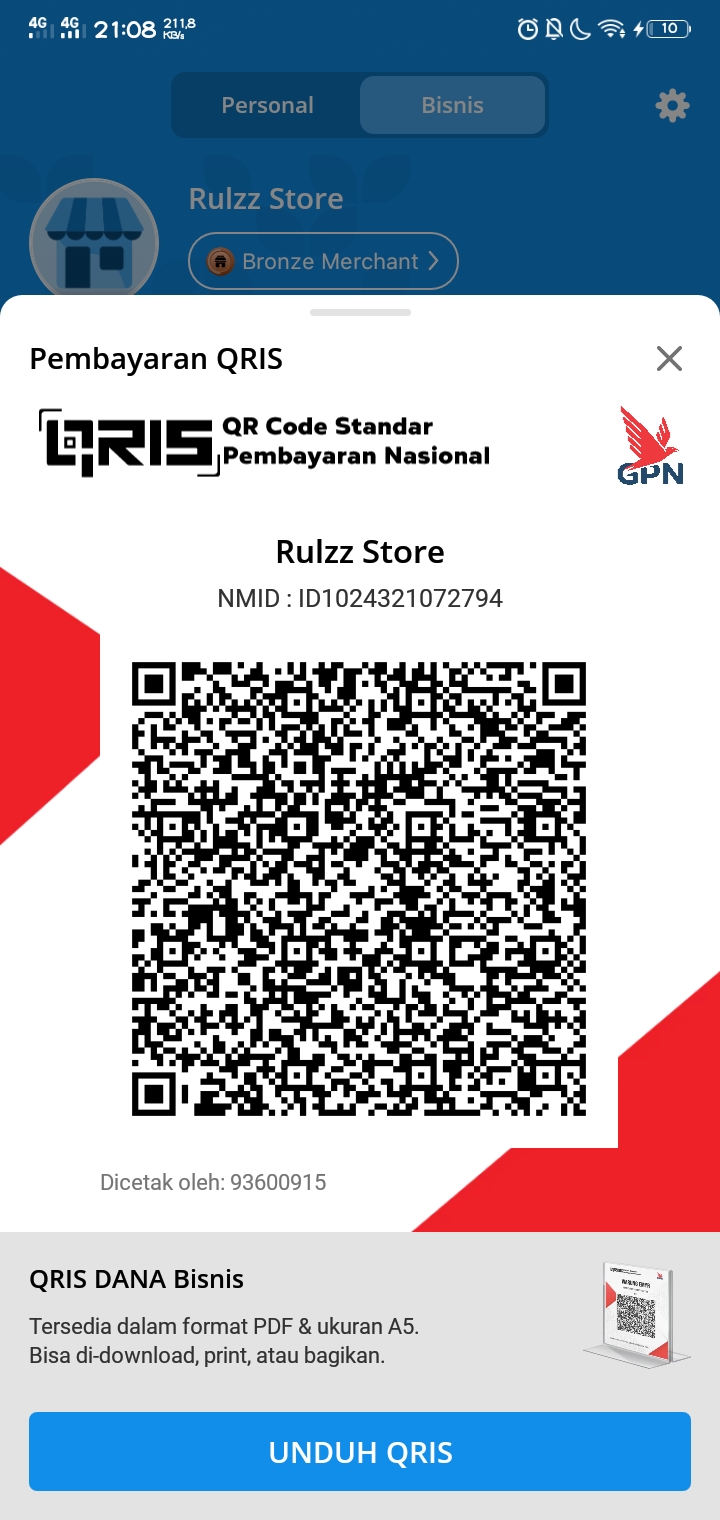 4G 4G 21:08 211,8 KB/s 10
Personal Bisnis
Rulzz Store
Bronze Merchant
Pembayaran QRIS
QRIS QR Code Standar
Pembayaran Nasional
GPN
Rulzz Store
NMID : ID1024321072794
Dicetak oleh: 93600915
QRIS DANA Bisnis
Tersedia dalam format PDF & ukuran A5.
Bisa di-download, print, atau bagikan.
UNDUH QRIS